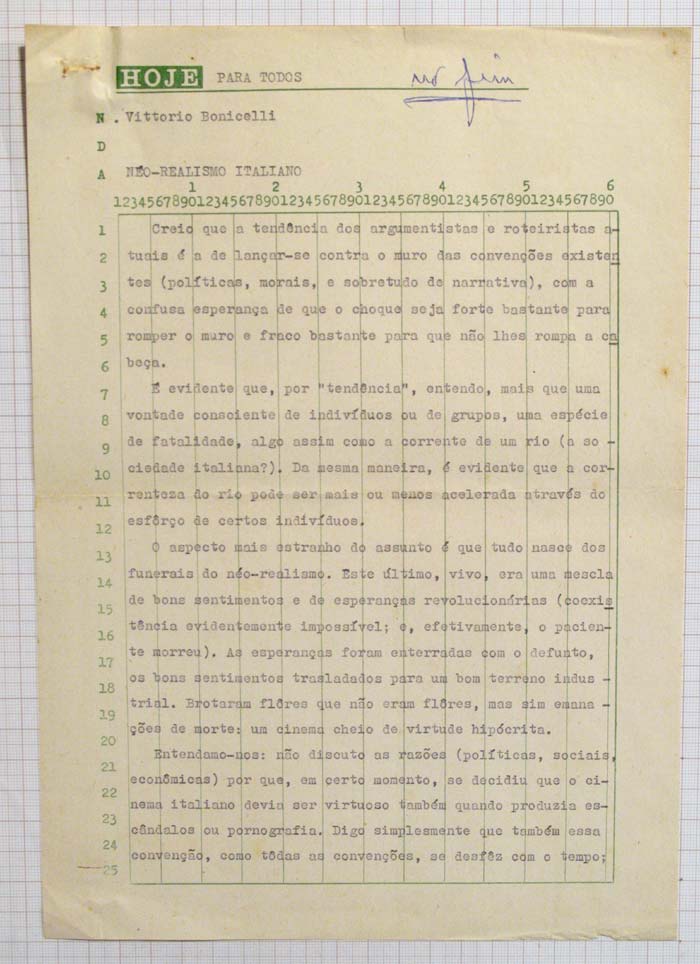 HOJE PARA TODOS
N . Vittorio Bonicelli
D
A NÉO-REALISMO ITALIANO
1 2 3 4 5 6
123456789012345678901234567890123456789012345678901234567890
1 Creio que a tendência dos argumentistas e roteiristas a-
2 tuais é a de lançar-se contra o muro das convenções existen
3 tes (políticas, morais, e sobretudo de narrativa), com a
4 confusa esperança de que o choque seja forte bastante para
5 romper o muro e fraco bastante para que não lhes rompa a ca
6 beça.
7 É evidente que, por "tendência", entendo, mais que uma
8 vontade consciente de indivíduos ou de grupos, uma espécie
9 de fatalidade, algo assim como a corrente de um rio (a so -
10 ciedade italiana?). Da mesma maneira, é evidente que a cor-
11 renteza do rio pode ser mais ou menos acelerada através do
12 esfôrço de certos indivíduos.
13 O aspecto mais estranho do assunto é que tudo nasce dos
14 funerais do néo-realismo. Este último, vivo, era uma mescla
15 de bons sentimentos e de esperanças revolucionárias (coexis
16 tência evidentemente impossível; e, efetivamente, o pacien-
17 te morreu). As esperanças foram enterradas com o defunto,
18 os bons sentimentos trasladados para um bom terreno indus -
19 trial. Brotaram flôres que não eram flôres, mas sim emana -
20 ções de morte: um cinema cheio de virtude hipócrita.
21 Entendamo-nos: não discuto as razões (políticas, sociais,
22 econômicas) por que, em certo momento, se decidiu que o ci-
23 nema italiano devia ser virtuoso também quando produzia es-
24 cândalos ou pornografia. Digo simplesmente que também essa
25 convenção, como tôdas as convenções, se desfêz com o tempo;